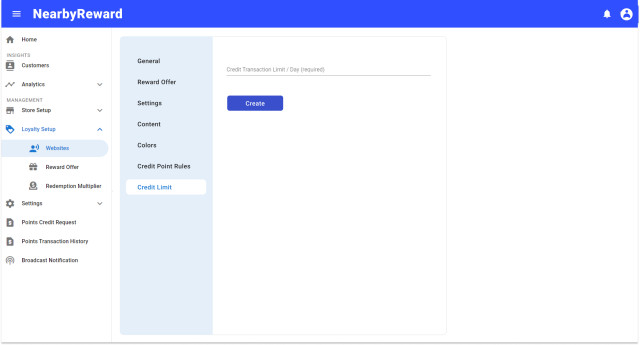 NearbyReward
Home
INSIGHTS
Customers
Analytics
MANAGEMENT
Store Setup
Loyalty Setup
Websites
Reward Offer
Redemption Multiplier
Settings
Points Credit Request
Points Transaction History
Broadcast Notification
General
Reward Offer
Settings
Content
Colors
Credit Point Rules
Credit Limit
Credit Transaction Limit / Day (required)
Create